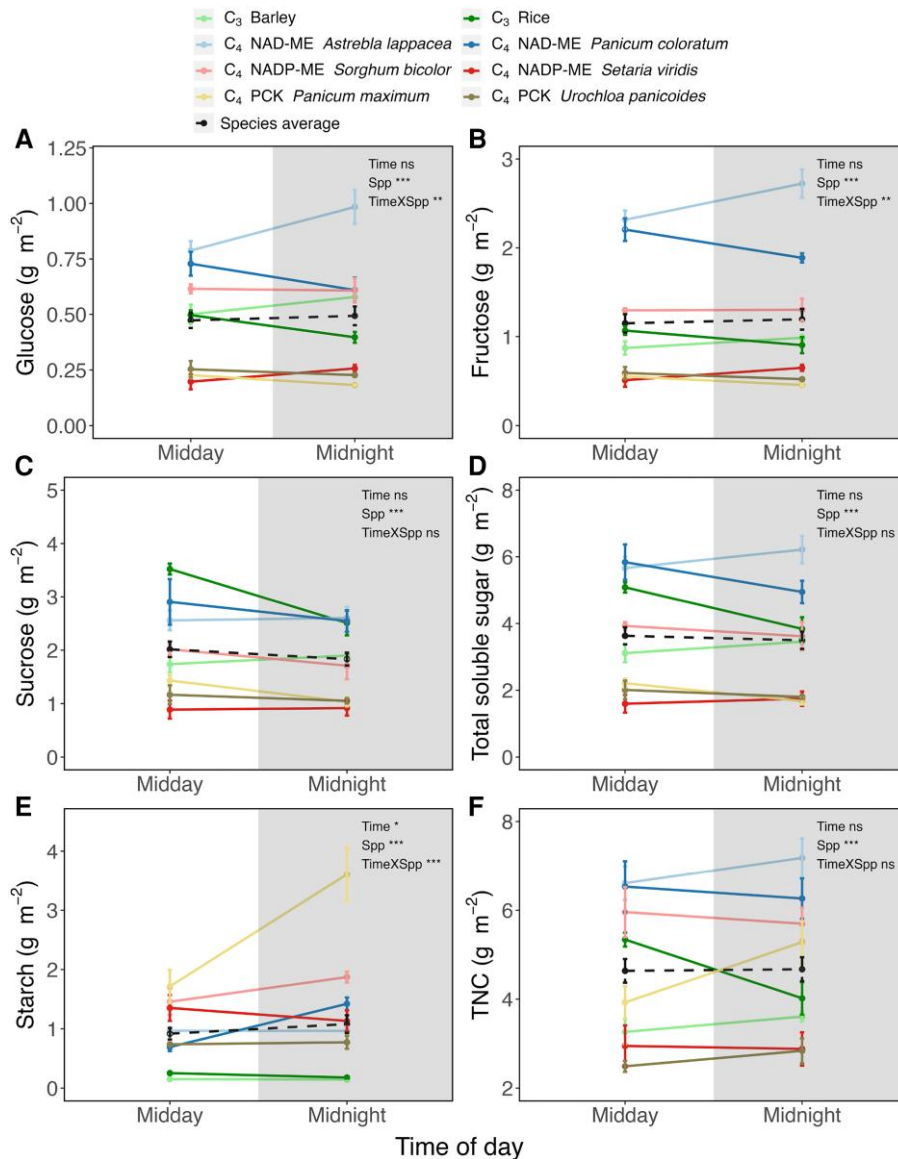 C₃ Barley C₃ Rice
C₄ NAD-ME Astrebla lappacea C₄ NAD-ME Panicum coloratum
C₄ NADP-ME Sorghum bicolor C₄ NADP-ME Setaria viridis
C₄ PCK Panicum maximum C₄ PCK Urochloa panicoides
Species average
A
Glucose (g m⁻²)
1.25
1.00
0.75
0.50
0.25
0.00
Time ns
Spp ***
TimeXSpp **
Midday Midnight
B
Fructose (g m⁻²)
3
2
1
0
Time ns
Spp ***
TimeXSpp **
Midday Midnight
C
Sucrose (g m⁻²)
5
4
3
2
1
0
Time ns
Spp ***
TimeXSpp ns
Midday Midnight
D
Total soluble sugar (g m⁻²)
8
6
4
2
0
Time ns
Spp ***
TimeXSpp ns
Midday Midnight
E
Starch (g m⁻²)
4
3
2
1
0
Time *
Spp ***
TimeXSpp ***
Midday Midnight
F
TNC (g m⁻²)
8
6
4
2
Time ns
Spp ***
TimeXSpp ns
Midday Midnight
Time of day